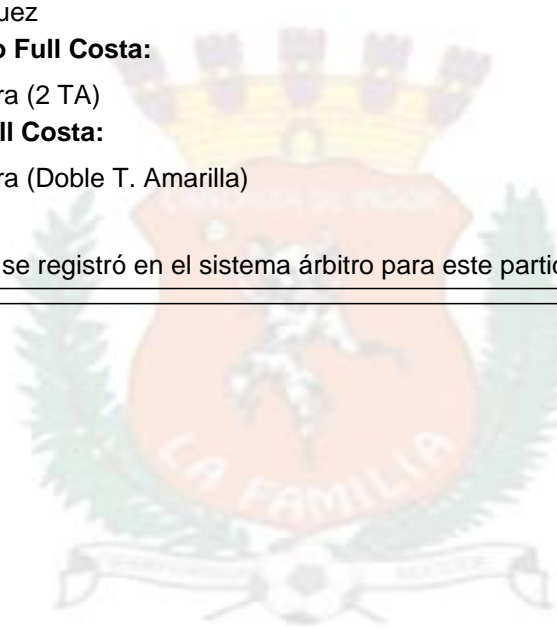 uez
o Full Costa:
ra (2 TA)
ll Costa:
ra (Doble T. Amarilla)
se registró en el sistema árbitro para este partic
LA FAMILIA